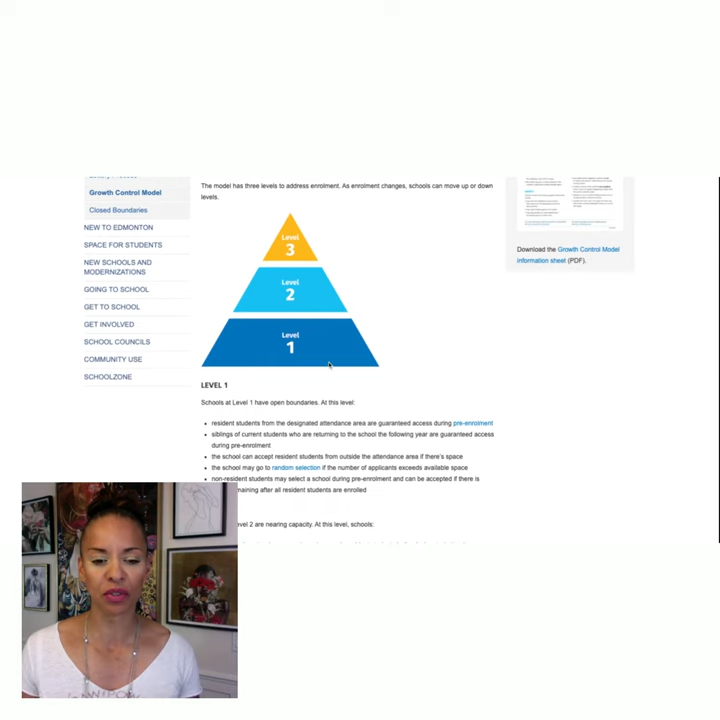 Growth Control Model
Closed Boundaries
NEW TO EDMONTON
SPACE FOR STUDENTS
NEW SCHOOLS AND
MODERNIZATIONS
GOING TO SCHOOL
GET TO SCHOOL
GET INVOLVED
SCHOOL COUNCILS
COMMUNITY USE
SCHOOLZONE
The model has three levels to address enrolment. As enrolment changes, schools can move up or down
levels.
Level
3
Level
2
Level
1
LEVEL 1
Schools at Level 1 have open boundaries. At this level:
• resident students from the designated attendance area are guaranteed access during pre-enrolment
• siblings of current students who are returning to the school the following year are guaranteed access
during pre-enrolment
• the school can accept resident students from outside the attendance area if there's space
• the school may go to random selection if the number of applicants exceeds available space
• non-resident students may select a school during pre-enrolment and can be accepted if there is
remaining after all resident students are enrolled
level 2 are nearing capacity. At this level, schools:
Download the Growth Control Model
information sheet (PDF).